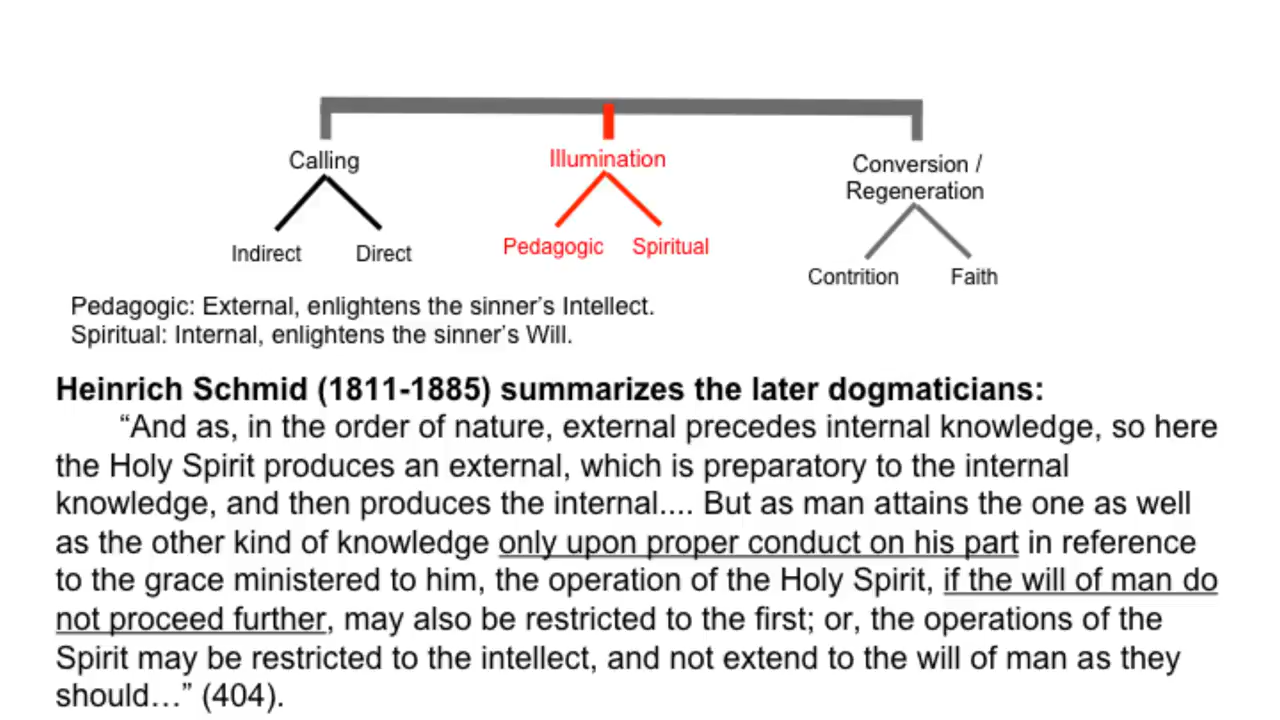 Calling
Illumination
Conversion /
Regeneration
Indirect
Direct
Pedagogic
Spiritual
Contrition
Faith
Pedagogic: External, enlightens the sinner's Intellect.
Spiritual: Internal, enlightens the sinner's Will.
Heinrich Schmid (1811-1885) summarizes the later dogmaticians:
“And as, in the order of nature, external precedes internal knowledge, so here
the Holy Spirit produces an external, which is preparatory to the internal
knowledge, and then produces the internal.... But as man attains the one as well
as the other kind of knowledge only upon proper conduct on his part in reference
to the grace ministered to him, the operation of the Holy Spirit, if the will of man do
not proceed further, may also be restricted to the first; or, the operations of the
Spirit may be restricted to the intellect, and not extend to the will of man as they
should…” (404).